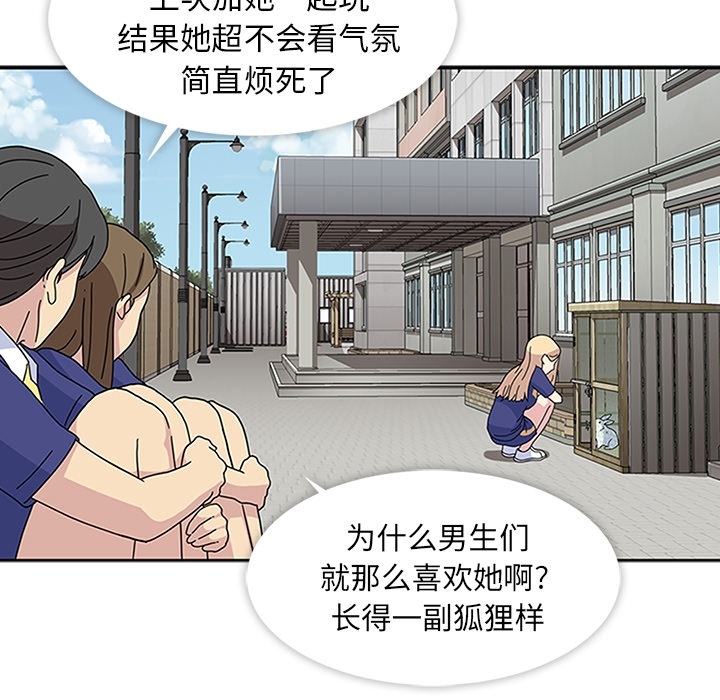 结果她超不会看气氛
简直烦死了
为什么男生们
就那么喜欢她啊?
长得一副狐狸样